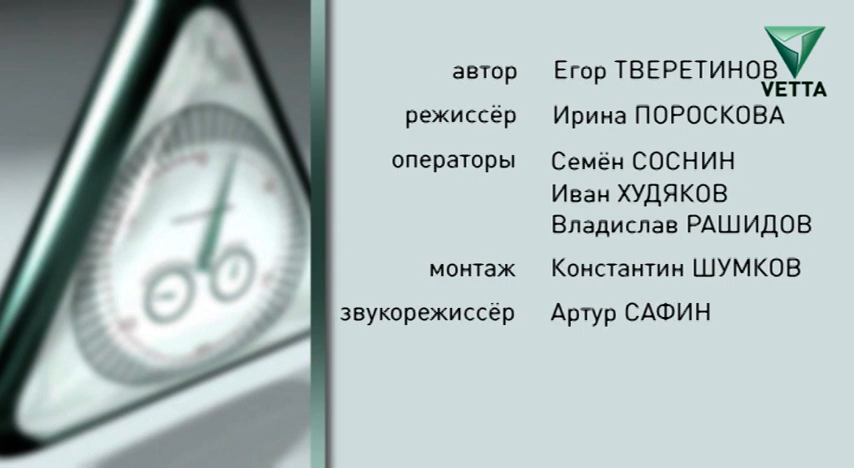 автор Егор ТВЕРЕТИНОВ
VETTA
режиссёр Ирина ПОРОСКОВА
операторы Семён СОСНИН
Иван ХУДЯКОВ
Владислав РАШИДОВ
монтаж Константин ШУМКОВ
звукорежиссёр Артур САФИН